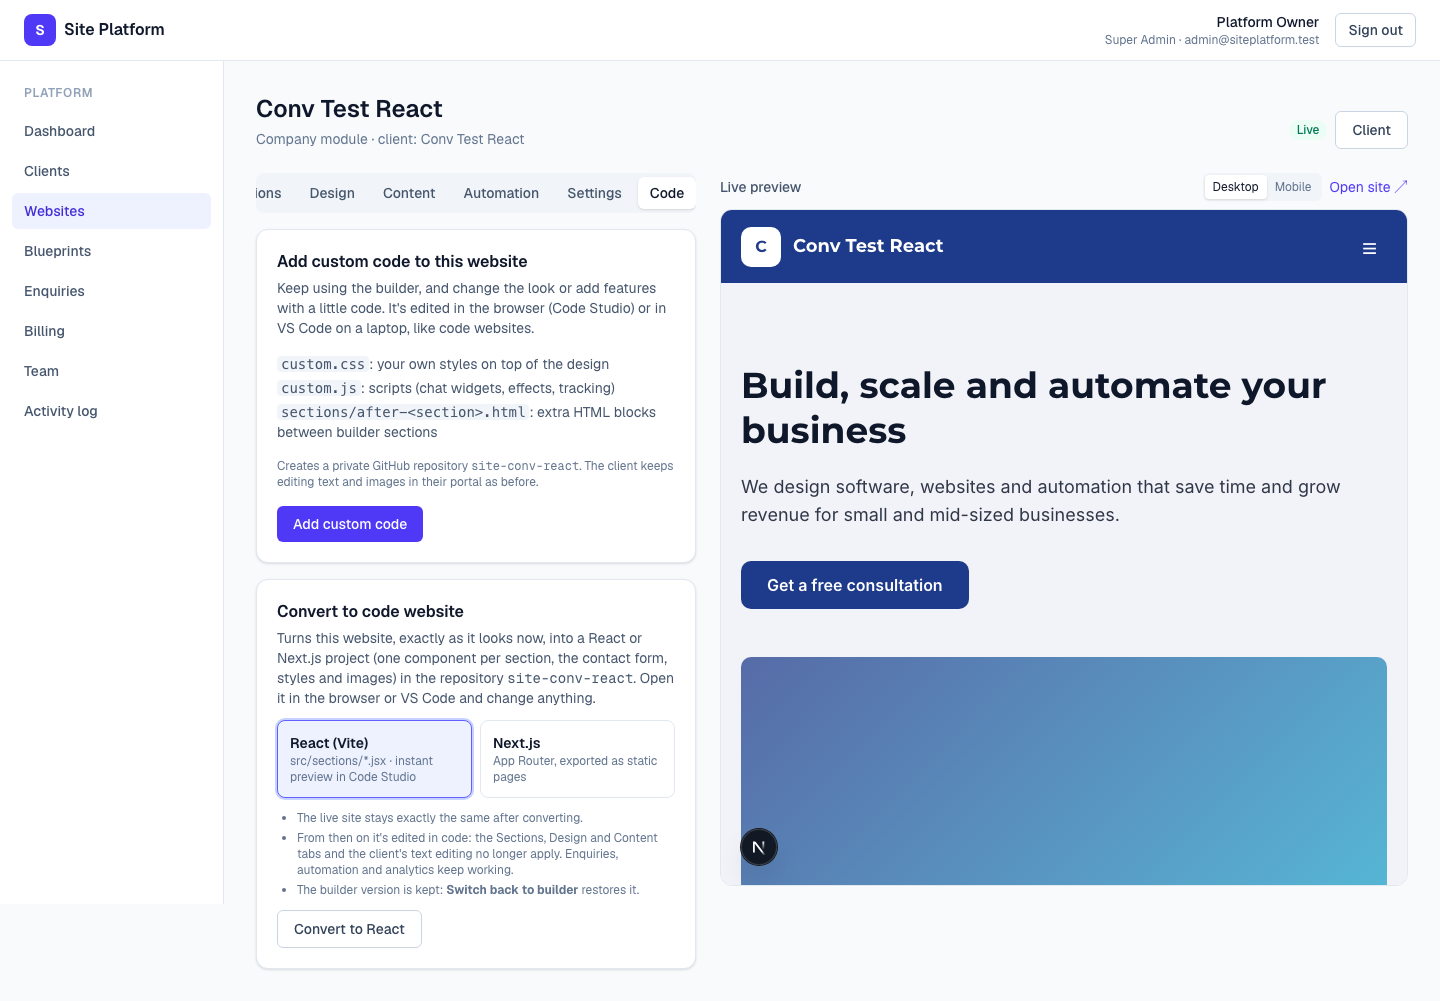 S Site Platform
Platform Owner
Super Admin · admin@siteplatform.test
Sign out
PLATFORM
Dashboard
Clients
Websites
Blueprints
Enquiries
Billing
Team
Activity log
Conv Test React
Company module · client: Conv Test React
Live
Client
ions Design Content Automation Settings Code
Add custom code to this website
Keep using the builder, and change the look or add features
with a little code. It's edited in the browser (Code Studio) or in
VS Code on a laptop, like code websites.
custom.css: your own styles on top of the design
custom.js: scripts (chat widgets, effects, tracking)
sections/after-<section>.html: extra HTML blocks
between builder sections
Creates a private GitHub repository site-conv-react. The client keeps
editing text and images in their portal as before.
Add custom code
Convert to code website
Turns this website, exactly as it looks now, into a React or
Next.js project (one component per section, the contact form,
styles and images) in the repository site-conv-react. Open
it in the browser or VS Code and change anything.
React (Vite)
src/sections/*.jsx · instant
preview in Code Studio
Next.js
App Router, exported as static
pages
• The live site stays exactly the same after converting.
• From then on it's edited in code: the Sections, Design and Content
tabs and the client's text editing no longer apply. Enquiries,
automation and analytics keep working.
• The builder version is kept: Switch back to builder restores it.
Convert to React
Live preview
Desktop Mobile Open site ↗
C Conv Test React
Build, scale and automate your
business
We design software, websites and automation that save time and grow
revenue for small and mid-sized businesses.
Get a free consultation
N